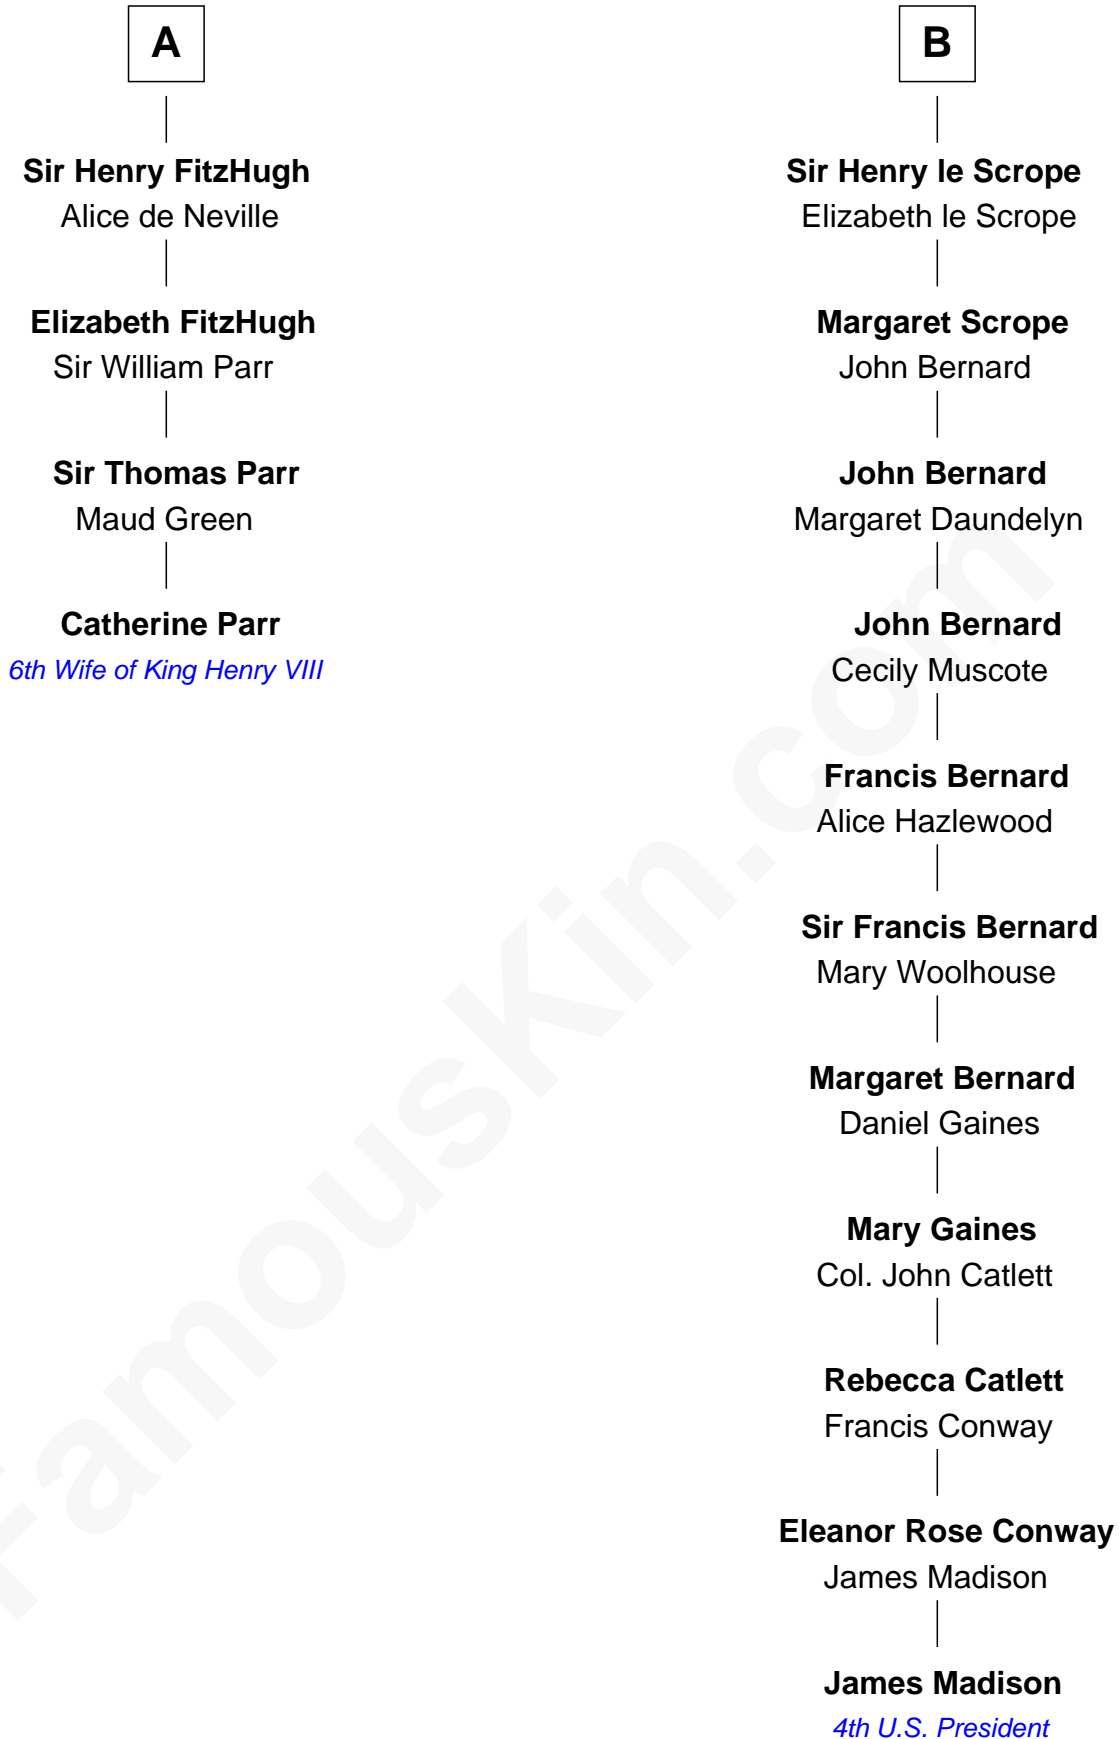 A
Sir Henry FitzHugh
Alice de Neville
Elizabeth FitzHugh
Sir William Parr
Sir Thomas Parr
Maud Green
Catherine Parr
6th Wife of King Henry VIII
B
Sir Henry le Scrope
Elizabeth le Scrope
Margaret Scrope
John Bernard
John Bernard
Margaret Daundelyn
John Bernard
Cecily Muscote
Francis Bernard
Alice Hazlewood
Sir Francis Bernard
Mary Woolhouse
Margaret Bernard
Daniel Gaines
Mary Gaines
Col. John Catlett
Rebecca Catlett
Francis Conway
Eleanor Rose Conway
James Madison
James Madison
4th U.S. President
FamousKin.com